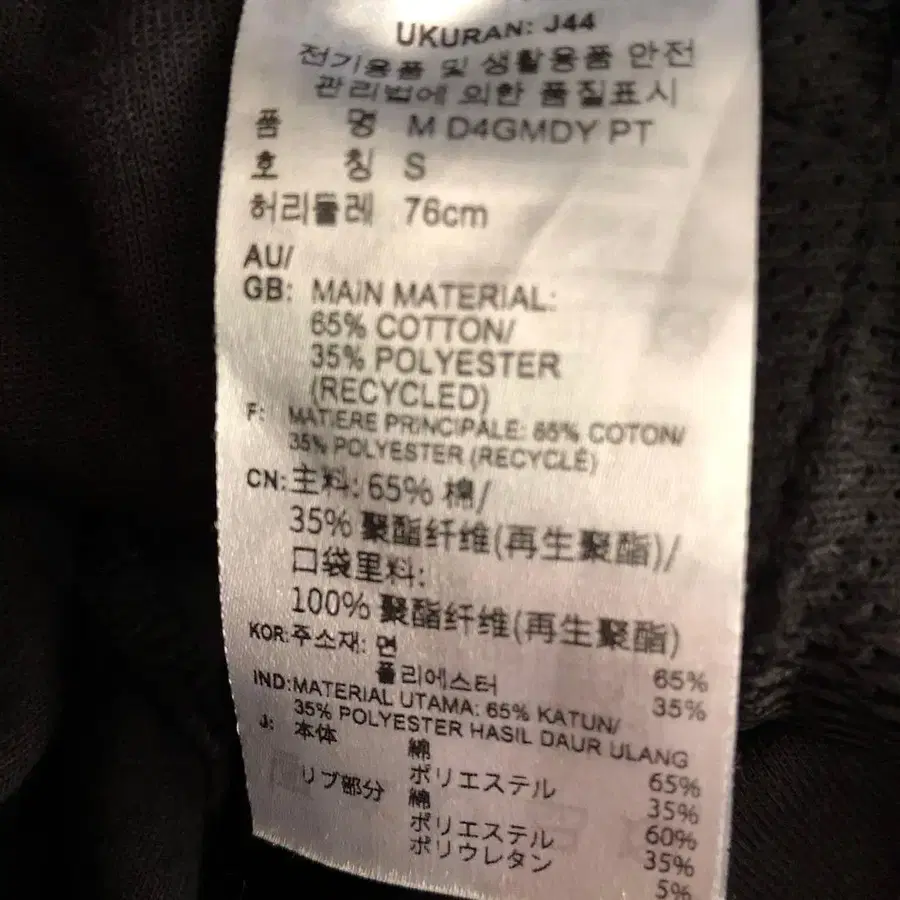 UKURAN: J44
전기용품 및 생활용품 안전
관리법에 의한 품질표시
품 명 M D4GMDY PT
호 칭 S
허리둘레 76cm
AU/
GB: MAIN MATERIAL:
65% COTTON/
35% POLYESTER
(RECYCLED)
F: MATIERE PRINCIPALE: 65% COTON/
35% POLYESTER (RECYCLÉ)
CN:主料: 65% 棉/
35% 聚酯纤维(再生聚酯)/
口袋里料:
100% 聚酯纤维(再生聚酯)
KOR:주소재: 면 65%
폴리에스터 35%
IND:MATERIAL UTAMA: 65% KATUN/
35% POLYESTER HASIL DAUR ULANG
J: 本体 綿 65%
ポリエステル 35%
リブ部分 綿 60%
ポリエステル 35%
ポリウレタン 5%